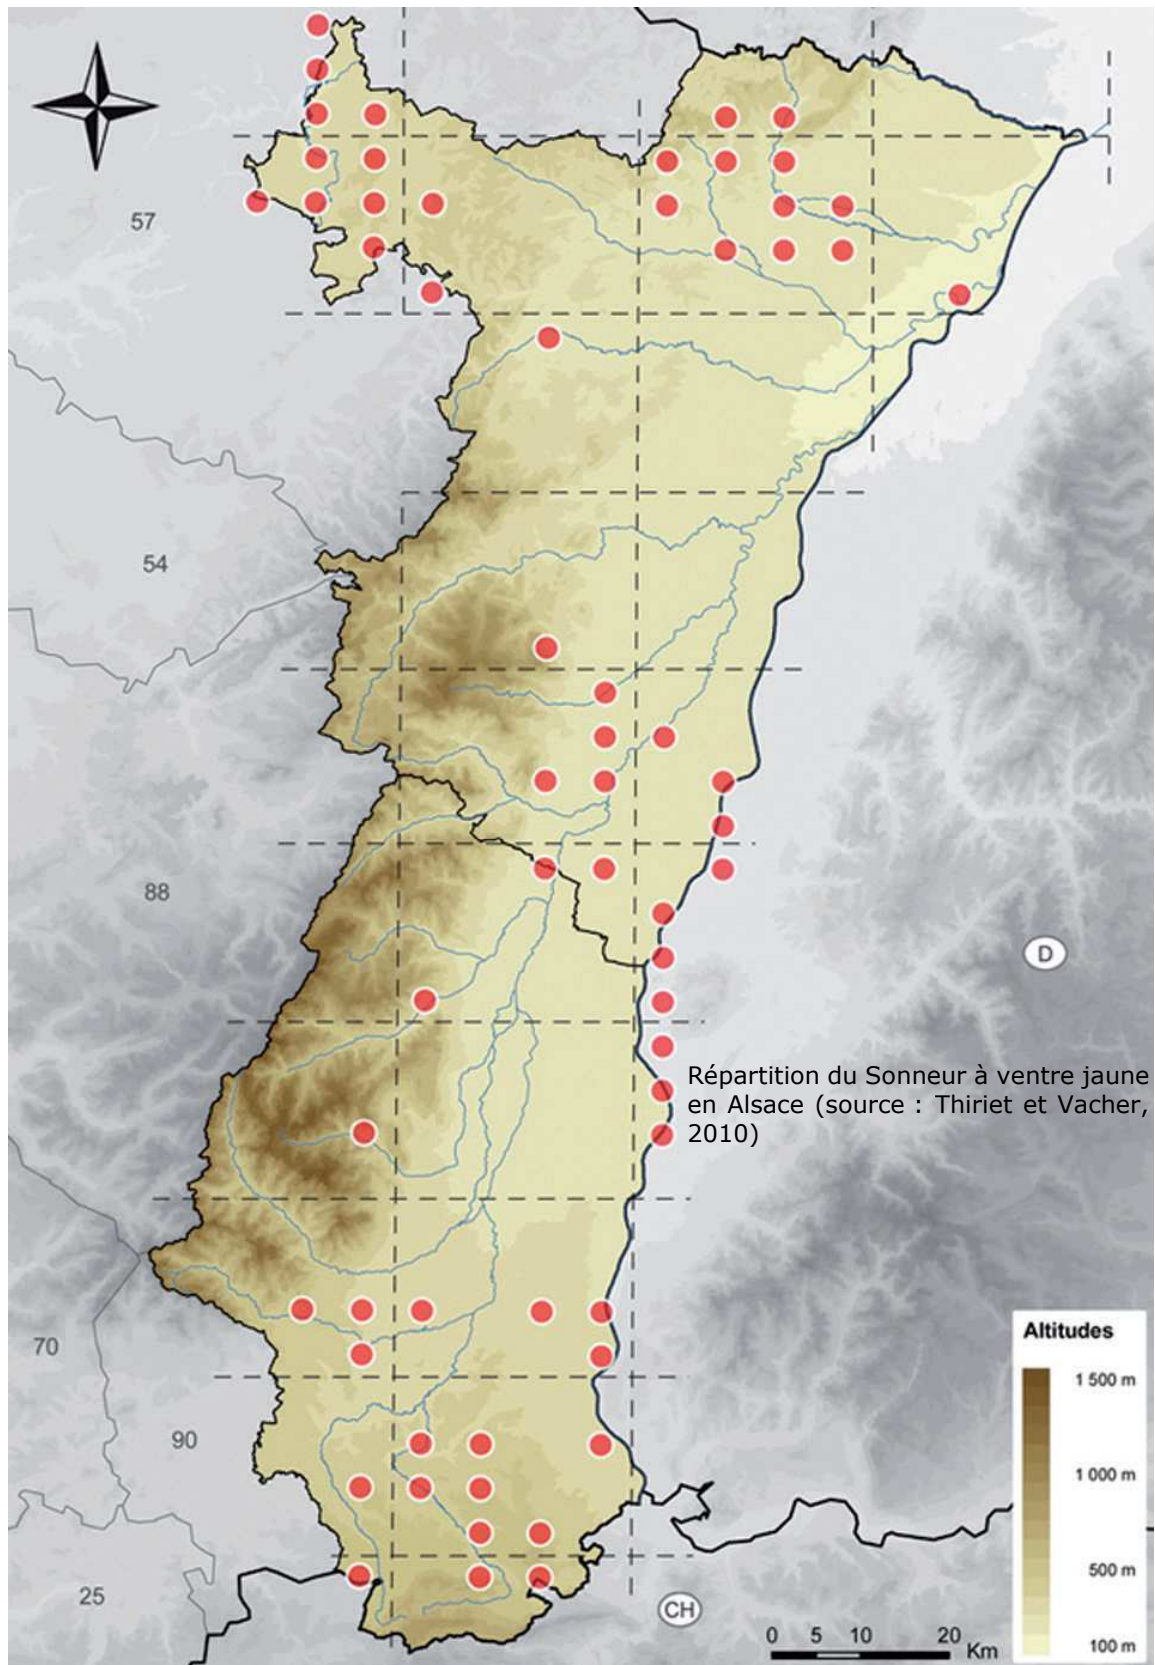 57
54
88
D
Répartition du Sonneur à ventre jaune
en Alsace (source : Thiriet et Vacher,
2010)
70
90
25
CH
Altitudes
1 500 m
1 000 m
500 m
100 m
0 5 10 20 Km